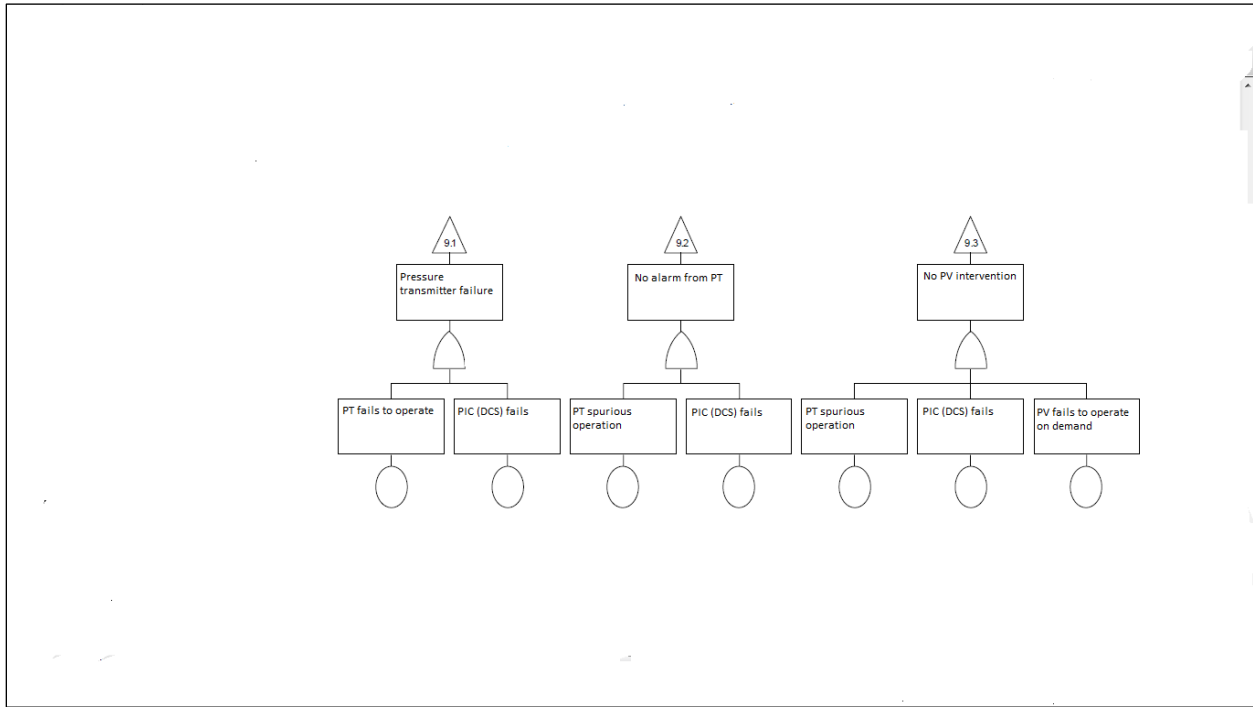 9.1
9.2
9.3
Pressure
transmitter failure
No alarm from PT
No PV intervention
PT fails to operate
PIC (DCS) fails
PT spurious
operation
PIC (DCS) fails
PT spurious
operation
PIC (DCS) fails
PV fails to operate
on demand